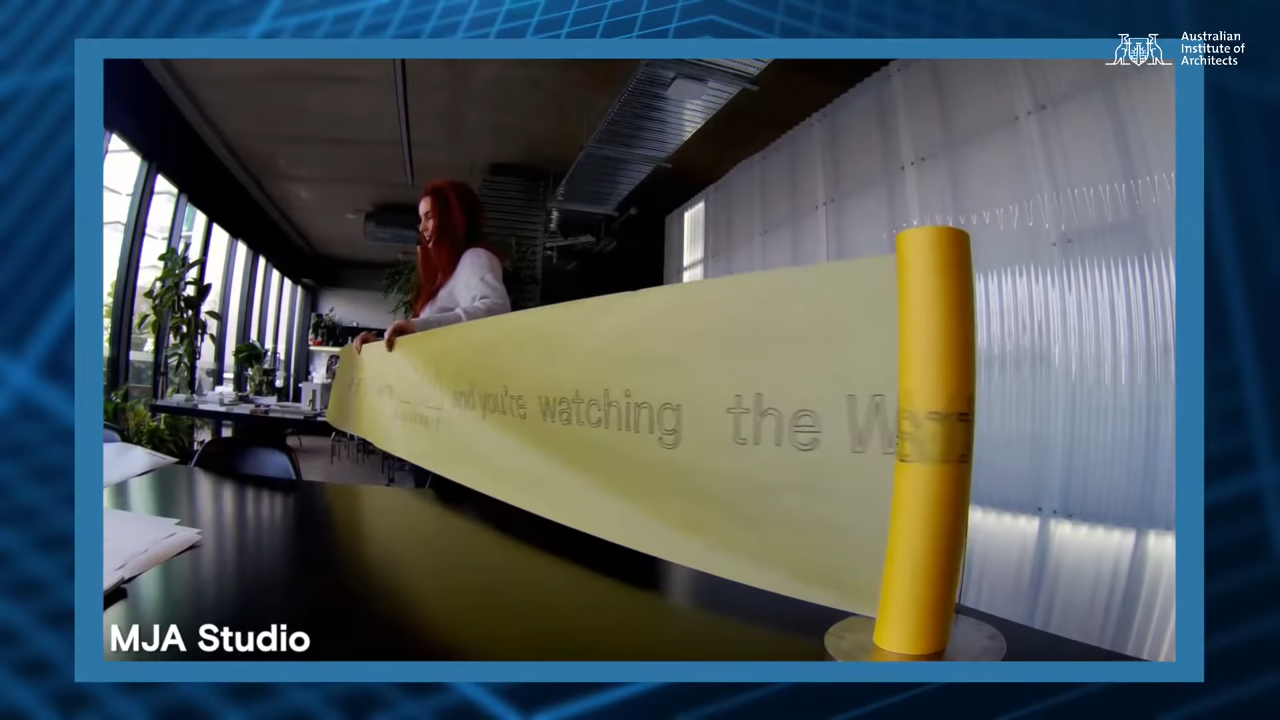 Australian
Institute of
Architects
and you're watching the
MJA Studio